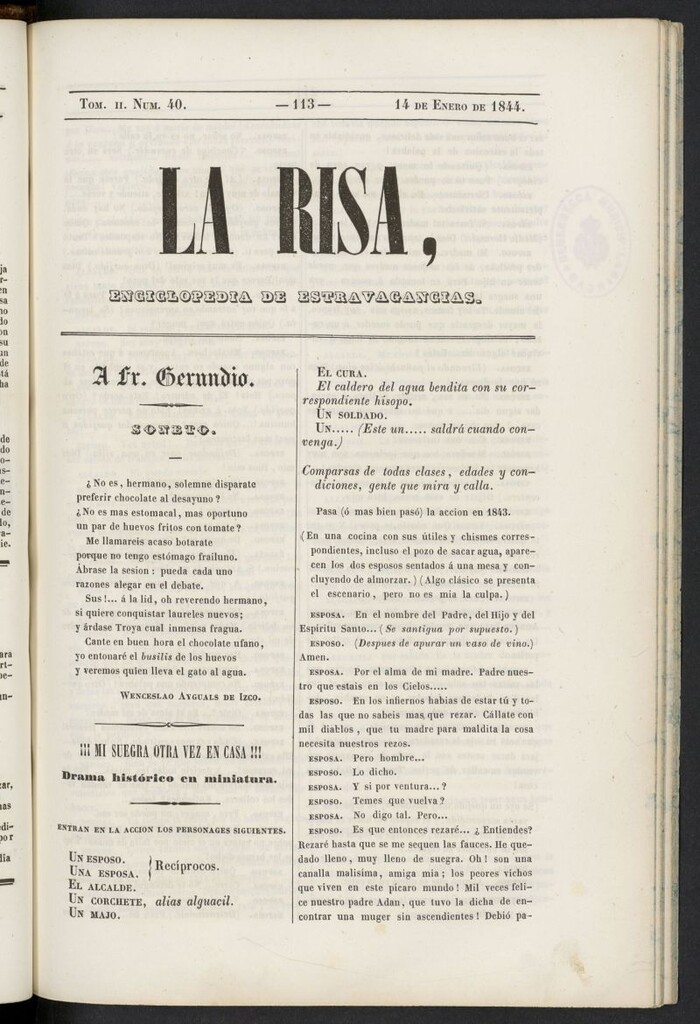 Tom. II. Num. 40. —113— 14 de Enero de 1844.
LA RISA,
ENCICLOPEDIA DE ESTRAVAGANCIAS.
A Fr. Gerundio.
SONETO.
¿No es, hermano, solemne disparate
preferir chocolate al desayuno?
¿No es mas estomacal, mas oportuno
un par de huevos fritos con tomate?
Me llamareis acaso botarate
porque no tengo estómago frailuno.
Ábrase la sesion: pueda cada uno
razones alegar en el debate.
Sus!... á la lid, oh reverendo hermano,
si quiere conquistar laureles nuevos;
y árdase Troya cual inmensa fragua.
Cante en buen hora el chocolate ufano,
yo entonaré el busilis de los huevos
y veremos quien lleva el gato al agua.
Wenceslao Ayguals de Izco.
¡¡¡ MI SUEGRA OTRA VEZ EN CASA !!!
Drama histórico en miniatura.
ENTRAN EN LA ACCION LOS PERSONAGES SIGUIENTES.
Un esposo.
Una esposa. } Recíprocos.
El alcalde.
Un corchete, alias alguacil.
Un majo.
El cura.
El caldero del agua bendita con su cor-
respondiente hisopo.
Un soldado.
Un..... (Este un..... saldrá cuando con-
venga.)
Comparsas de todas clases, edades y con-
diciones, gente que mira y calla.
Pasa (ó mas bien pasó) la accion en 1843.
(En una cocina con sus útiles y chismes corres-
pondientes, incluso el pozo de sacar agua, apare-
cen los dos esposos sentados á una mesa y con-
cluyendo de almorzar.) (Algo clásico se presenta
el escenario, pero no es mia la culpa.)
ESPOSA. En el nombre del Padre, del Hijo y del
Espíritu Santo... (Se santigua por supuesto.)
ESPOSO. (Despues de apurar un vaso de vino.)
Amen.
ESPOSA. Por el alma de mi madre. Padre nues-
tro que estais en los Cielos.....
ESPOSO. En los infiernos habias de estar tú y to-
das las que no sabeis mas que rezar. Cállate con
mil diablos, que tu madre para maldita la cosa
necesita nuestros rezos.
ESPOSA. Pero hombre...
ESPOSO. Lo dicho.
ESPOSA. Y si por ventura...?
ESPOSO. Temes que vuelva?
ESPOSA. No digo tal. Pero...
ESPOSO. Es que entonces rezaré... ¿Entiendes?
Rezaré hasta que se me sequen las fauces. He que-
dado lleno, muy lleno de suegra. Oh! son una
canalla malísima, amiga mia; los peores vichos
que viven en este pícaro mundo! Mil veces feli-
ce nuestro padre Adan, que tuvo la dicha de en-
contrar una muger sin ascendientes! Debió pa-